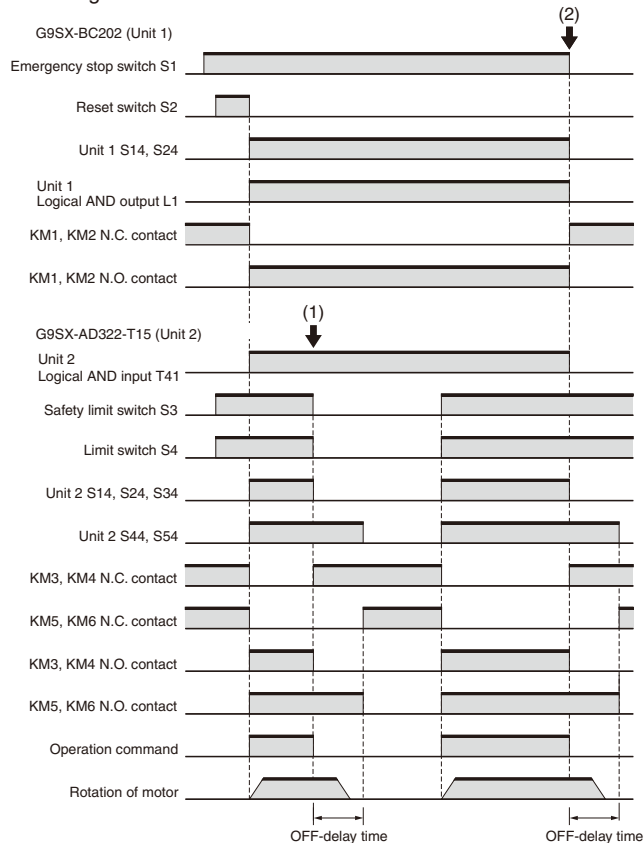 (2)
G9SX-BC202 (Unit 1)
Emergency stop switch S1
Reset switch S2
Unit 1 S14, S24
Unit 1
Logical AND output L1
KM1, KM2 N.C. contact
KM1, KM2 N.O. contact
(1)
G9SX-AD322-T15 (Unit 2)
Unit 2
Logical AND input T41
Safety limit switch S3
Limit switch S4
Unit 2 S14, S24, S34
Unit 2 S44, S54
KM3, KM4 N.C. contact
KM5, KM6 N.C. contact
KM3, KM4 N.O. contact
KM5, KM6 N.O. contact
Operation command
Rotation of motor
OFF-delay time OFF-delay time